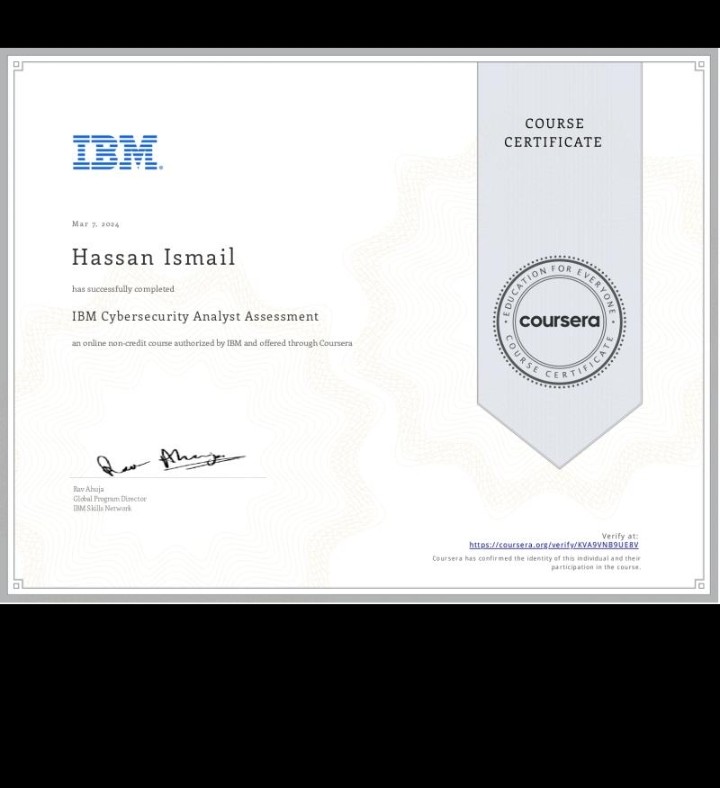 COURSE
CERTIFICATE
IBM
Mar 7, 2024
Hassan Ismail
has successfully completed
IBM Cybersecurity Analyst Assessment
an online non-credit course authorized by IBM and offered through Coursera
EDUCATION FOR EVERYONE
coursera
COURSE CERTIFICATE
Rav Ahuja
Global Program Director
IBM Skills Network
Verify at:
https://coursera.org/verify/KVA9VNB9UE8V
Coursera has confirmed the identity of this individual and their
participation in the course.